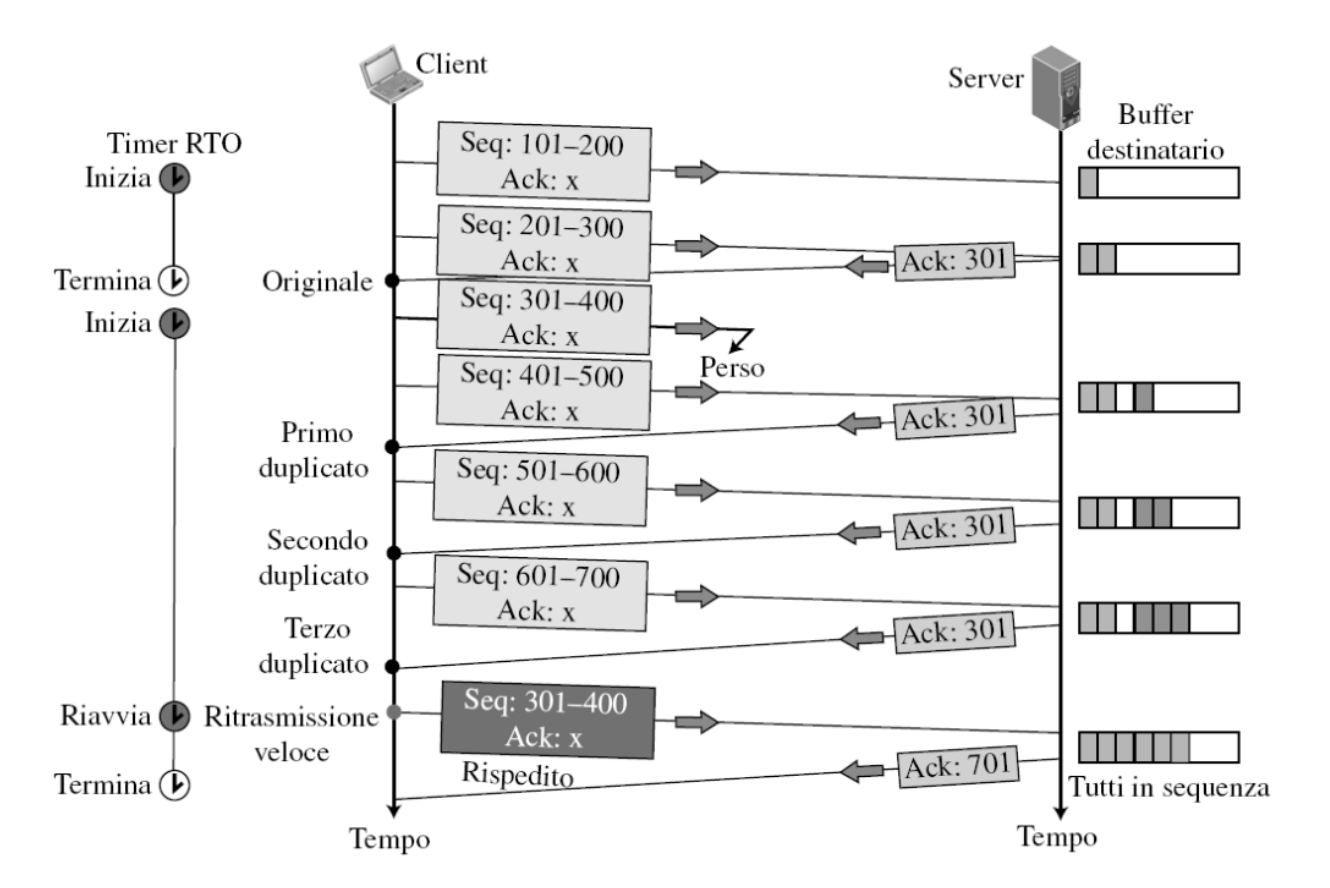 Client
Server
Buffer
destinatario
Timer RTO
Inizia
Seq: 101–200
Ack: x
Seq: 201–300
Ack: x
Ack: 301
Termina
Originale
Inizia
Seq: 301–400
Ack: x
Perso
Seq: 401–500
Ack: x
Ack: 301
Primo
duplicato
Seq: 501–600
Ack: x
Ack: 301
Secondo
duplicato
Seq: 601–700
Ack: x
Ack: 301
Terzo
duplicato
Riavvia
Ritrasmissione
veloce
Seq: 301–400
Ack: x
Rispedito
Ack: 701
Termina
Tutti in sequenza
Tempo
Tempo